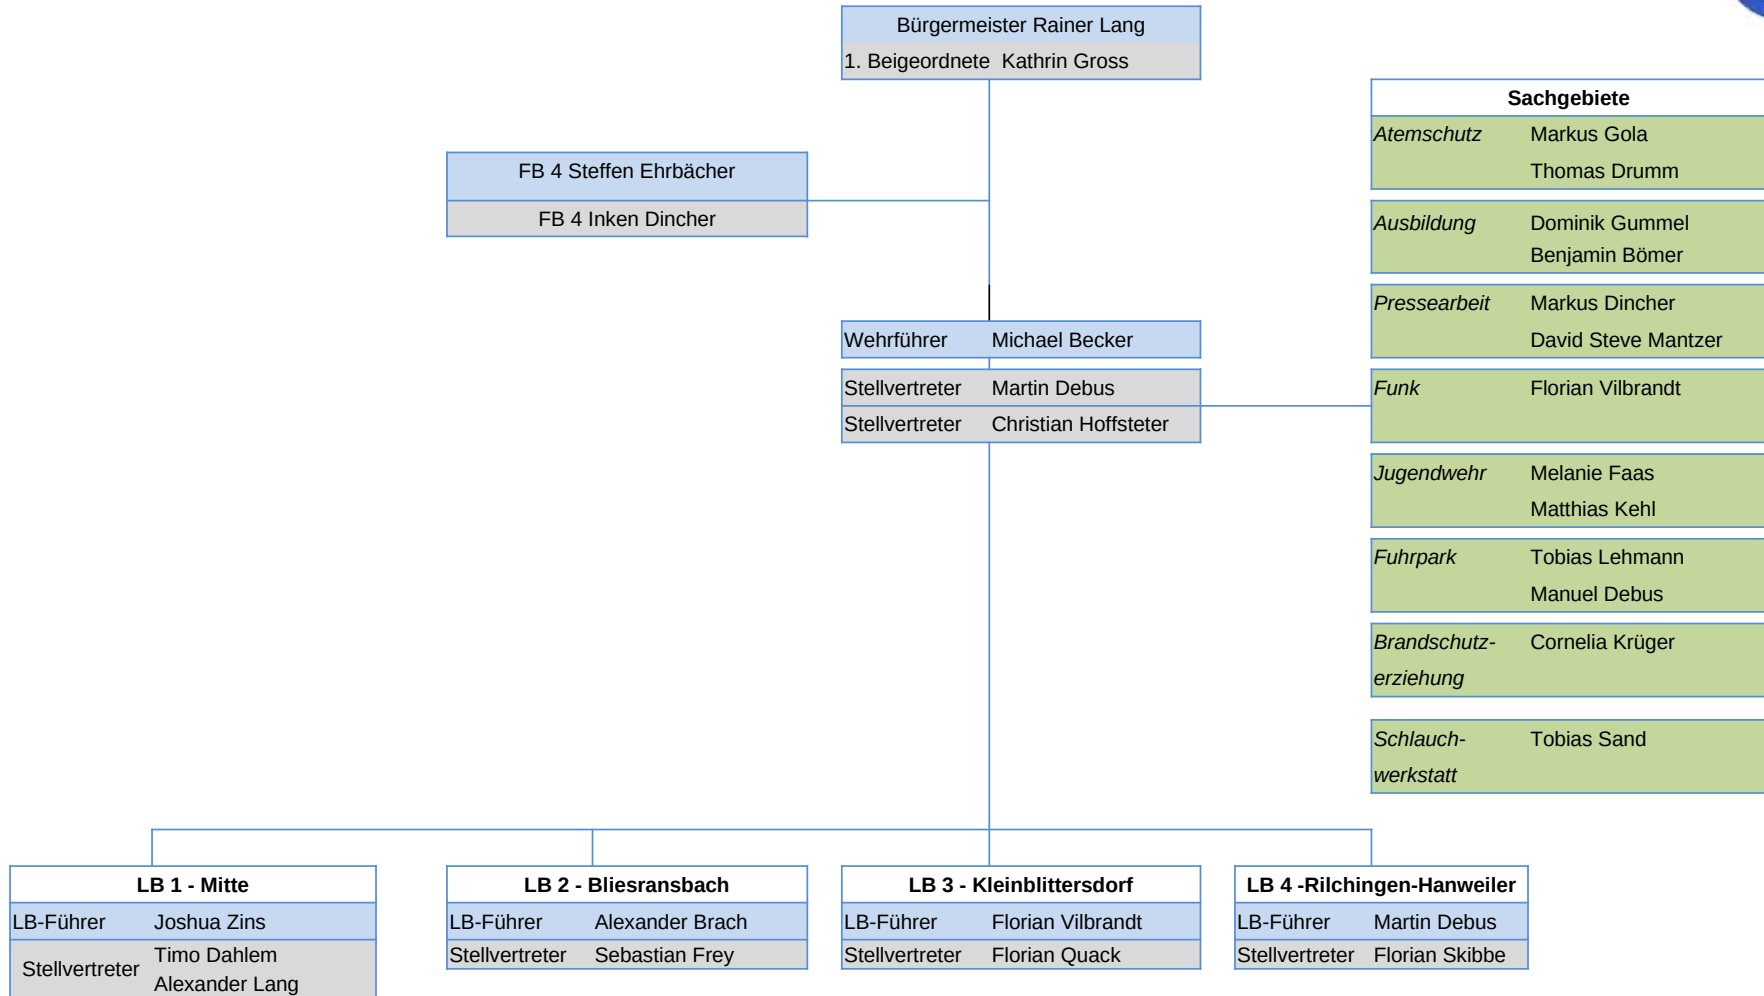 Bürgermeister Rainer Lang
1. Beigeordnete Kathrin Gross
FB 4 Steffen Ehrbächer
FB 4 Inken Dincher
Wehrführer Michael Becker
Stellvertreter Martin Debus
Stellvertreter Christian Hoffsteter
Sachgebiete
Atemschutz Markus Gola
Thomas Drumm
Ausbildung Dominik Gummel
Benjamin Bömer
Pressearbeit Markus Dincher
David Steve Mantzer
Funk Florian Vilbrandt
Jugendwehr Melanie Faas
Matthias Kehl
Fuhrpark Tobias Lehmann
Manuel Debus
Brandschutz- Cornelia Krüger
erziehung
Schlauch- Tobias Sand
werkstatt
LB 1 - Mitte
LB-Führer Joshua Zins
Stellvertreter Timo Dahlem
Alexander Lang
LB 2 - Bliesransbach
LB-Führer Alexander Brach
Stellvertreter Sebastian Frey
LB 3 - Kleinblittersdorf
LB-Führer Florian Vilbrandt
Stellvertreter Florian Quack
LB 4 -Rilchingen-Hanweiler
LB-Führer Martin Debus
Stellvertreter Florian Skibbe